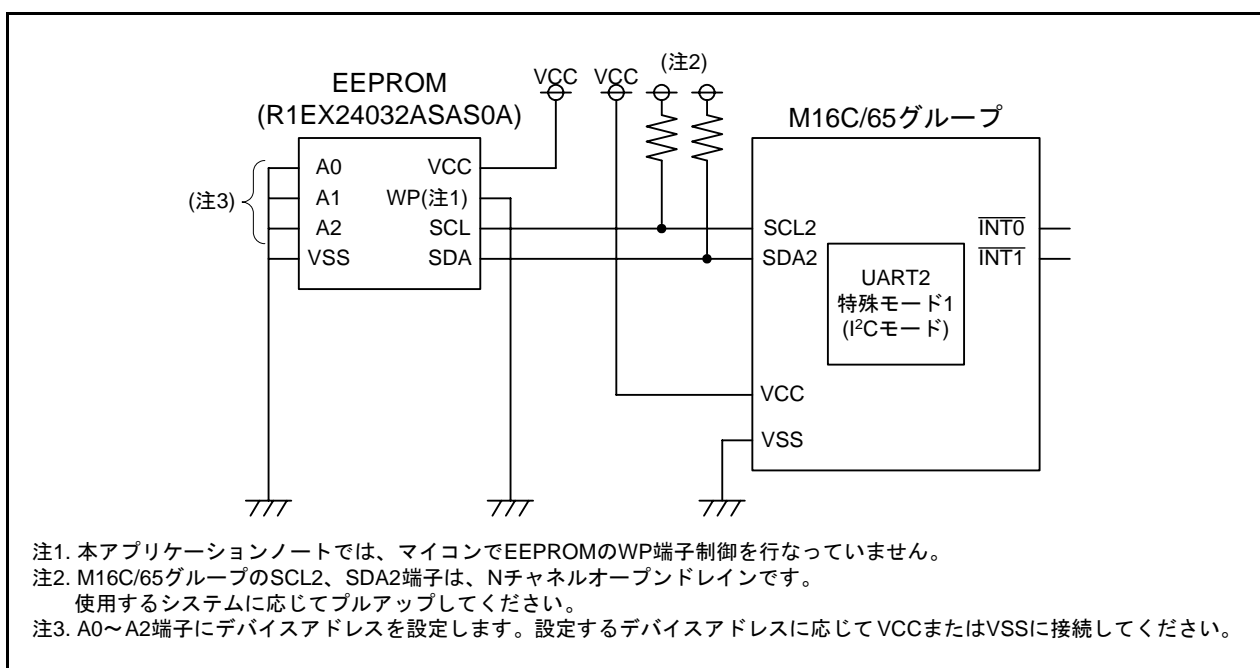 (注2)
VCC
VCC
EEPROM
(R1EX24032ASAS0A)
M16C/65グループ
(注3)
A0
A1
A2
VSS
VCC
WP(注1)
SCL
SDA
SCL2
SDA2
INT0
INT1
UART2
特殊モード1
(I²Cモード)
VCC
VSS
注1. 本アプリケーションノートでは、マイコンでEEPROMのWP端子制御を行なっていません。
注2. M16C/65グループのSCL2、SDA2端子は、Nチャネルオープンドレインです。
使用するシステムに応じてプルアップしてください。
注3. A0～A2端子にデバイスアドレスを設定します。設定するデバイスアドレスに応じてVCCまたはVSSに接続してください。